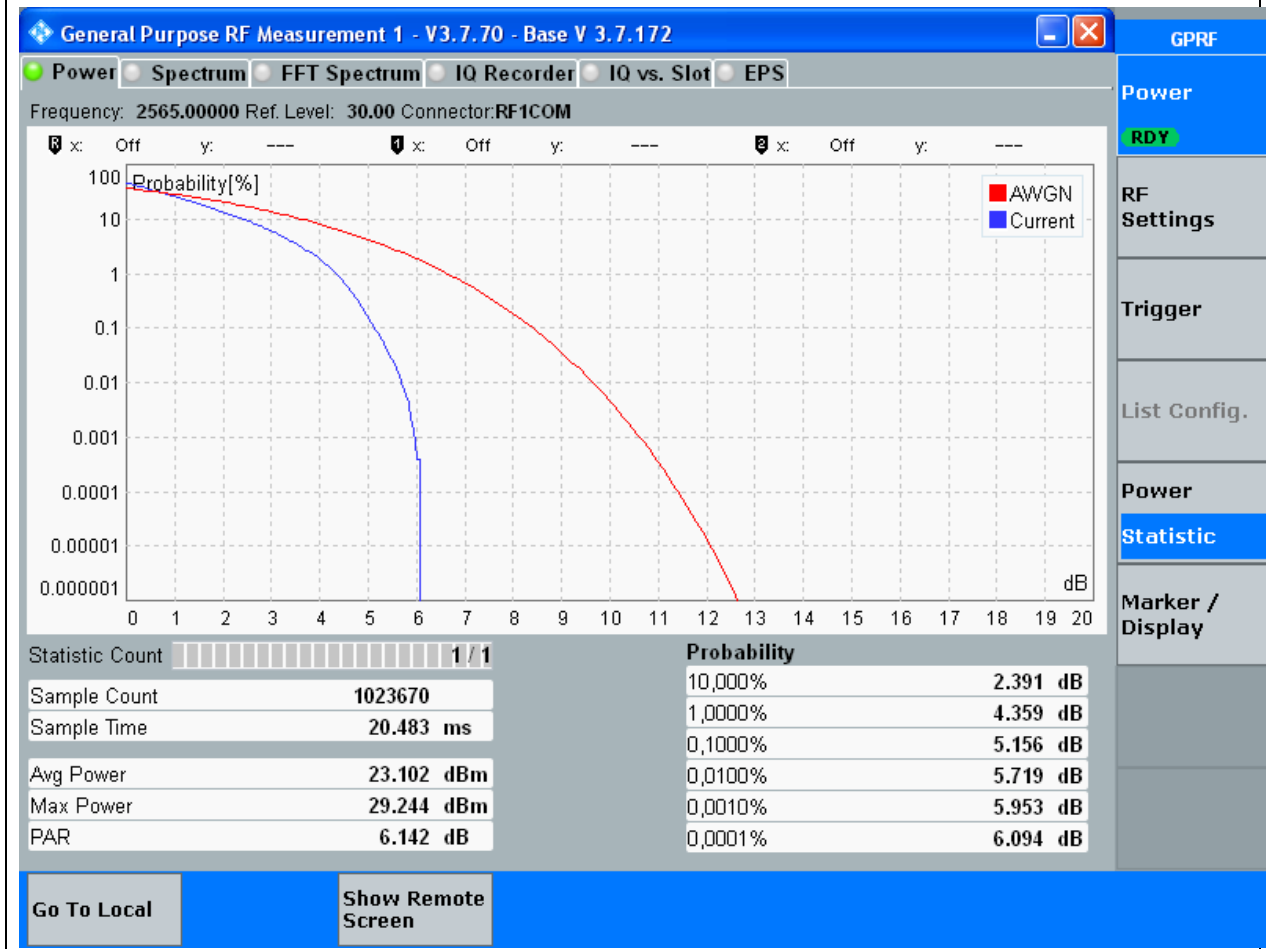 General Purpose RF Measurement 1 - V3.7.70 - Base V 3.7.172
GPRF
Power Spectrum FFT Spectrum IQ Recorder IQ vs. Slot EPS
Frequency: 2565.00000 Ref. Level: 30.00 Connector:RF1COM
R x: Off y: --- 1 x: Off y: --- 2 x: Off y: ---
Probability[%]
AWGN
Current
100
10
1
0.1
0.01
0.001
0.0001
0.00001
0.000001
dB
0 1 2 3 4 5 6 7 8 9 10 11 12 13 14 15 16 17 18 19 20
Statistic Count 1 / 1
Sample Count 1023670
Sample Time 20.483 ms
Avg Power 23.102 dBm
Max Power 29.244 dBm
PAR 6.142 dB
Probability
10,000% 2.391 dB
1,0000% 4.359 dB
0,1000% 5.156 dB
0,0100% 5.719 dB
0,0010% 5.953 dB
0,0001% 6.094 dB
Power
RDY
RF
Settings
Trigger
List Config.
Power
Statistic
Marker /
Display
Go To Local
Show Remote
Screen